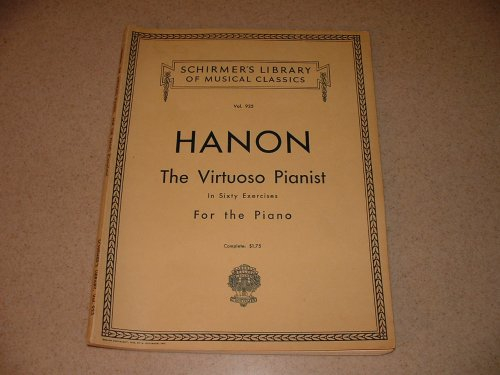 SCHIRMER'S LIBRARY
OF MUSICAL CLASSICS
Vol. 925
HANON
The Virtuoso Pianist
In Sixty Exercises
For the Piano
Complete: $1.75